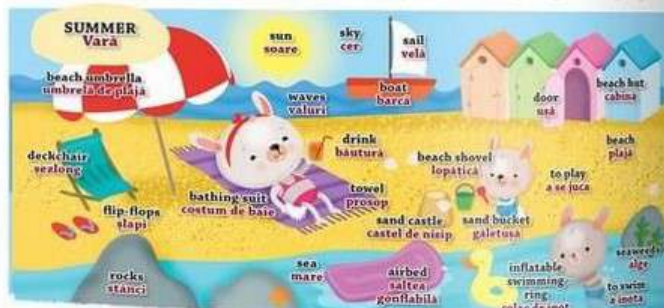 SUMMER
Vară
sun
soare
sky
cer
sail
velă
beach umbrella
umbrelă de plajă
waves
valuri
boat
barcă
door
ușă
beach hut
cabină
deckchair
șezlong
drink
băutură
beach shovel
lopățică
beach
plajă
to play
a se juca
flip-flops
șlapi
bathing suit
costum de baie
towel
prosop
sand castle
castel de nisip
sand bucket
găletușă
rocks
stânci
sea
mare
airbed
saltea
gonflabilă
inflatable
swimming
ring
seaweeds
alge
to swim
a înota